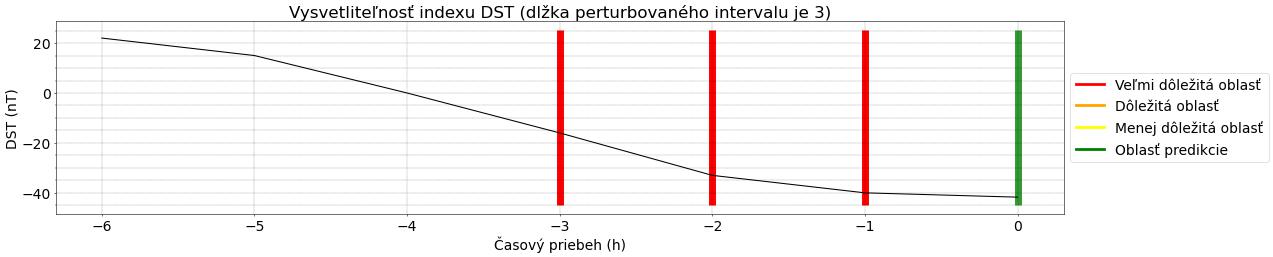 Vysvetliteľnosť indexu DST (dĺžka perturbovaného intervalu je 3)
DST (nT)
20
0
−20
−40
−6 −5 −4 −3 −2 −1 0
Časový priebeh (h)
Veľmi dôležitá oblasť
Dôležitá oblasť
Menej dôležitá oblasť
Oblasť predikcie